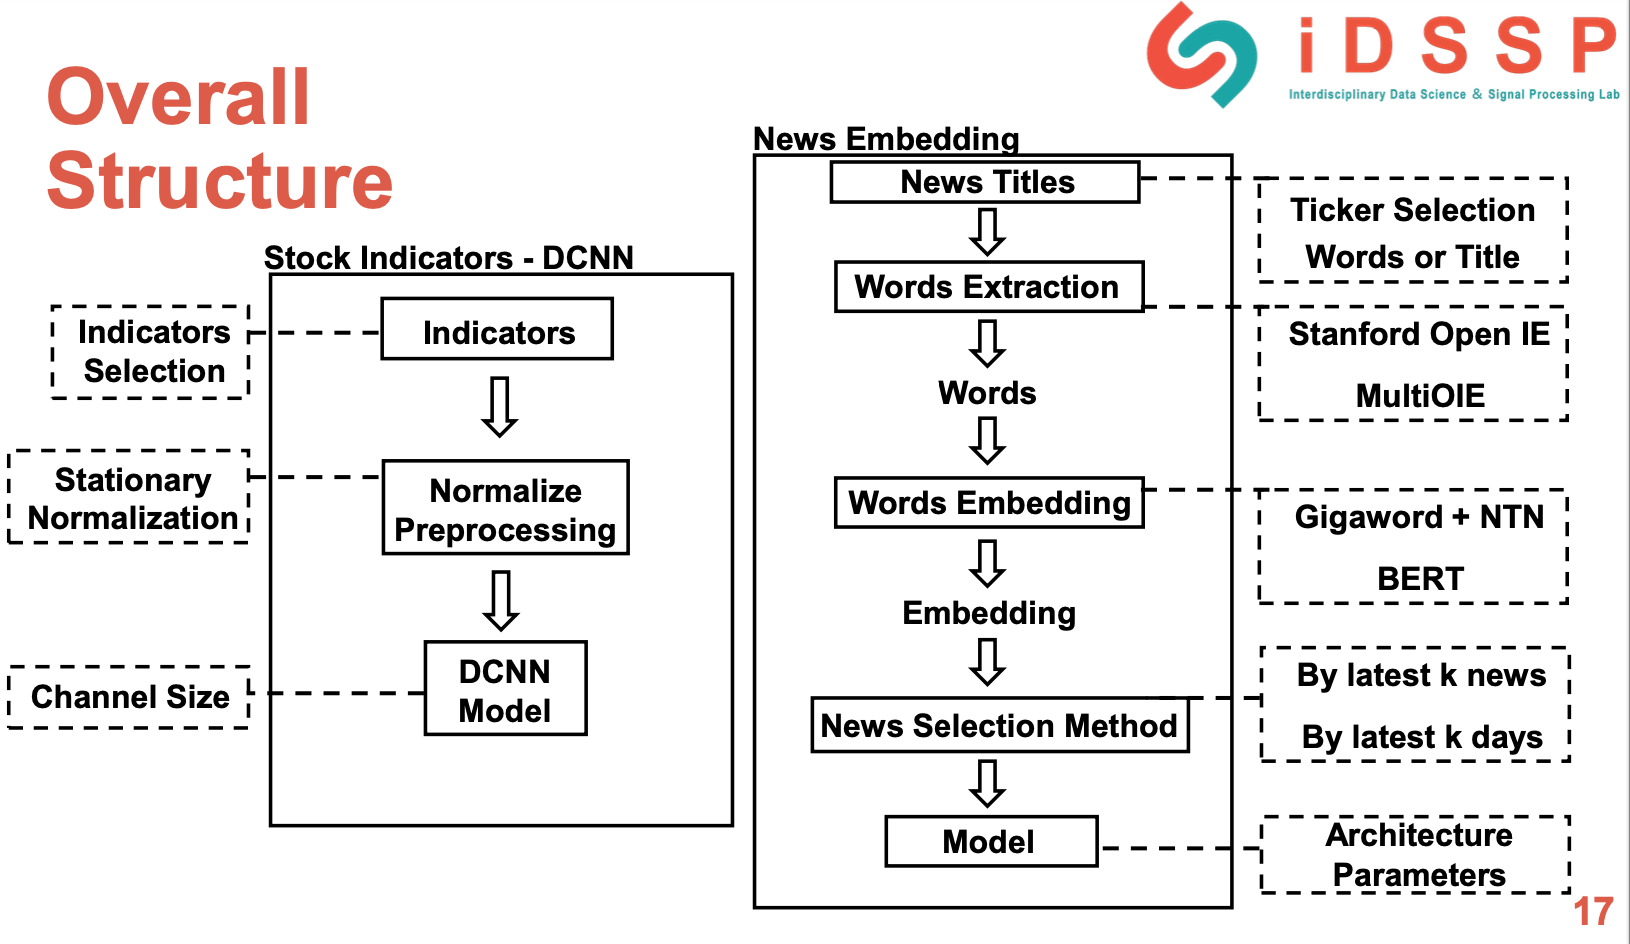 iDSSP
Interdisciplinary Data Science & Signal Processing Lab
Overall
Structure
Stock Indicators - DCNN
Indicators
Selection
Indicators
Stationary
Normalization
Normalize
Preprocessing
Channel Size
DCNN
Model
News Embedding
News Titles
Ticker Selection
Words or Title
Words Extraction
Stanford Open IE
MultiOIE
Words
Words Embedding
Gigaword + NTN
BERT
Embedding
News Selection Method
By latest k news
By latest k days
Model
Architecture
Parameters
17